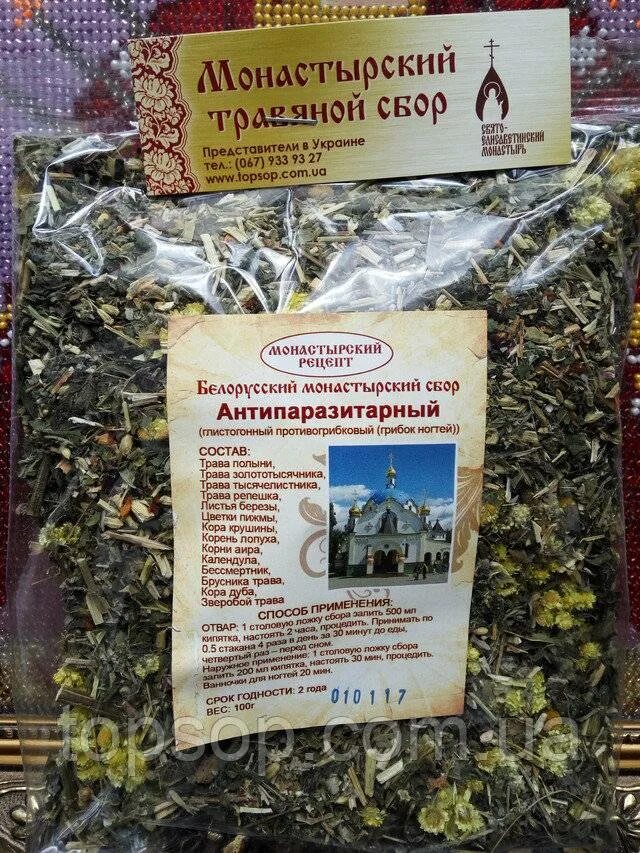 Монастырский
травяной сбор
Представители в Украине
тел.: (067) 933 93 27
www.topsop.com.ua
СВЯТО-
ЕЛИСАВЕТИНСКИЙ
МОНАСТЫРЬ
МОНАСТЫРСКИЙ
РЕЦЕПТ
Белорусский монастырский сбор
Антипаразитарный
(глистогонный противогрибковый (грибок ногтей))
СОСТАВ:
Трава полыни,
Трава золототысячника,
Трава тысячелистника,
Трава репешка,
Листья березы,
Цветки пижмы,
Кора крушины,
Корень лопуха,
Корни аира,
Календула,
Бессмертник,
Брусника трава,
Кора дуба,
Зверобой трава
СПОСОБ ПРИМЕНЕНИЯ:
ОТВАР: 1 столовую ложку сбора залить 500 мл
кипятка, настоять 2 часа, процедить. Принимать по
0.5 стакана 4 раза в день за 30 минут до еды,
четвертый раз – перед сном.
Наружное применение: 1 столовую ложку сбора
залить 200 мл кипятка, настоять 30 мин, процедить.
Ванночки для ногтей 20 мин.
СРОК ГОДНОСТИ: 2 года 010117
ВЕС: 100г
topsop.com.ua